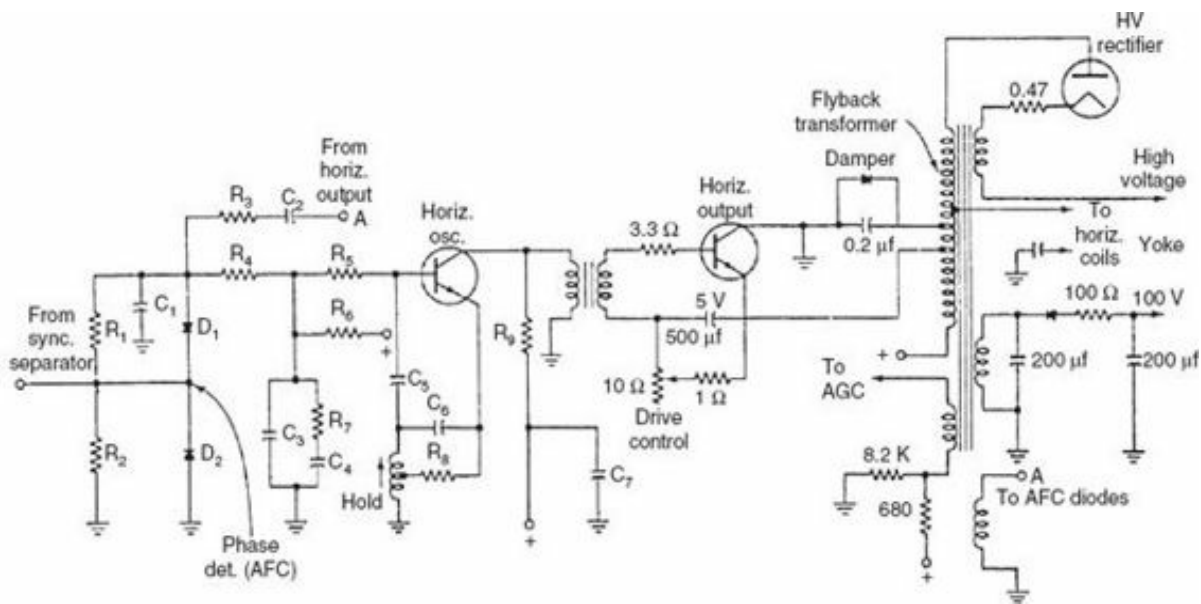 HV
rectifier
0.47
Flyback
transformer
Damper
High
voltage
From
horiz.
output
A
R3
C2
Horiz.
osc.
Horiz.
output
3.3 Ω
0.2 μf
To
horiz.
coils
Yoke
R4
R5
R6
+
C1
D1
R1
From
sync.
separator
R9
5 V
500 μf
100 Ω
100 V
200 μf
200 μf
+
To
AGC
10 Ω
1 Ω
Drive
control
C5
C6
R7
C3
C4
R8
R2
D2
Hold
C7
8.2 K
680
A
To AFC diodes
Phase
det. (AFC)
+
+